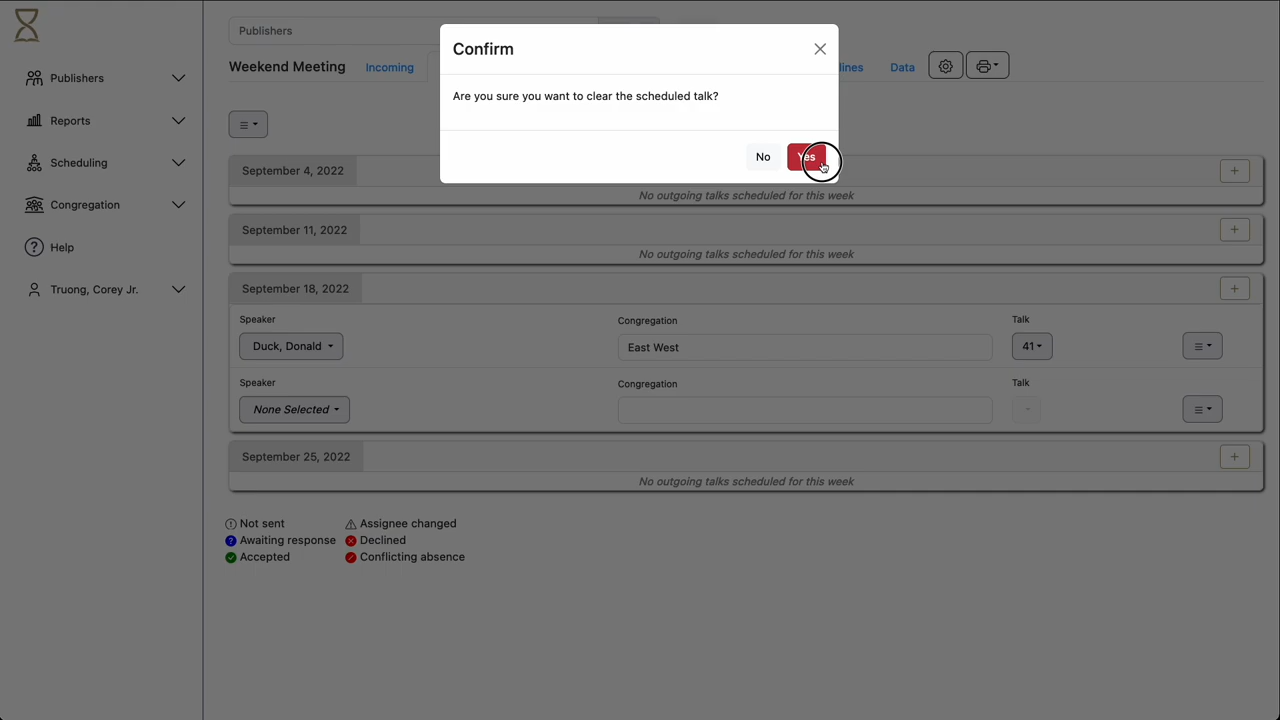 Publishers
Reports
Scheduling
Congregation
Help
Truong, Corey Jr.
Publishers
Weekend Meeting
Incoming
lines
Data
Confirm
Are you sure you want to clear the scheduled talk?
No
Yes
September 4, 2022
No outgoing talks scheduled for this week
September 11, 2022
No outgoing talks scheduled for this week
September 18, 2022
Speaker Congregation Talk
Duck, Donald East West 41
Speaker Congregation Talk
None Selected -
September 25, 2022
No outgoing talks scheduled for this week
Not sent Assignee changed
Awaiting response Declined
Accepted Conflicting absence